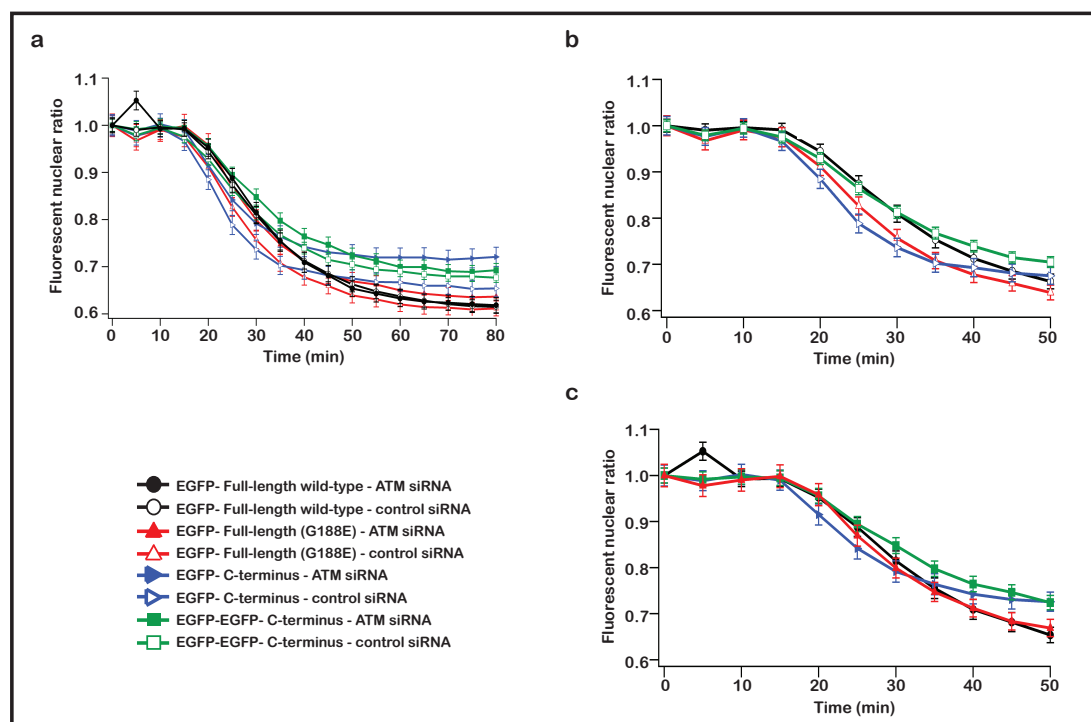 a
Fluorescent nuclear ratio
1.1
1.0
0.9
0.8
0.7
0.6
0 10 20 30 40 50 60 70 80
Time (min)
b
Fluorescent nuclear ratio
1.1
1.0
0.9
0.8
0.7
0.6
0 10 20 30 40 50
Time (min)
c
Fluorescent nuclear ratio
1.1
1.0
0.9
0.8
0.7
0.6
0 10 20 30 40 50
Time (min)
EGFP- Full-length wild-type - ATM siRNA
EGFP- Full-length wild-type - control siRNA
EGFP- Full-length (G188E) - ATM siRNA
EGFP- Full-length (G188E) - control siRNA
EGFP- C-terminus - ATM siRNA
EGFP- C-terminus - control siRNA
EGFP-EGFP- C-terminus - ATM siRNA
EGFP-EGFP- C-terminus - control siRNA